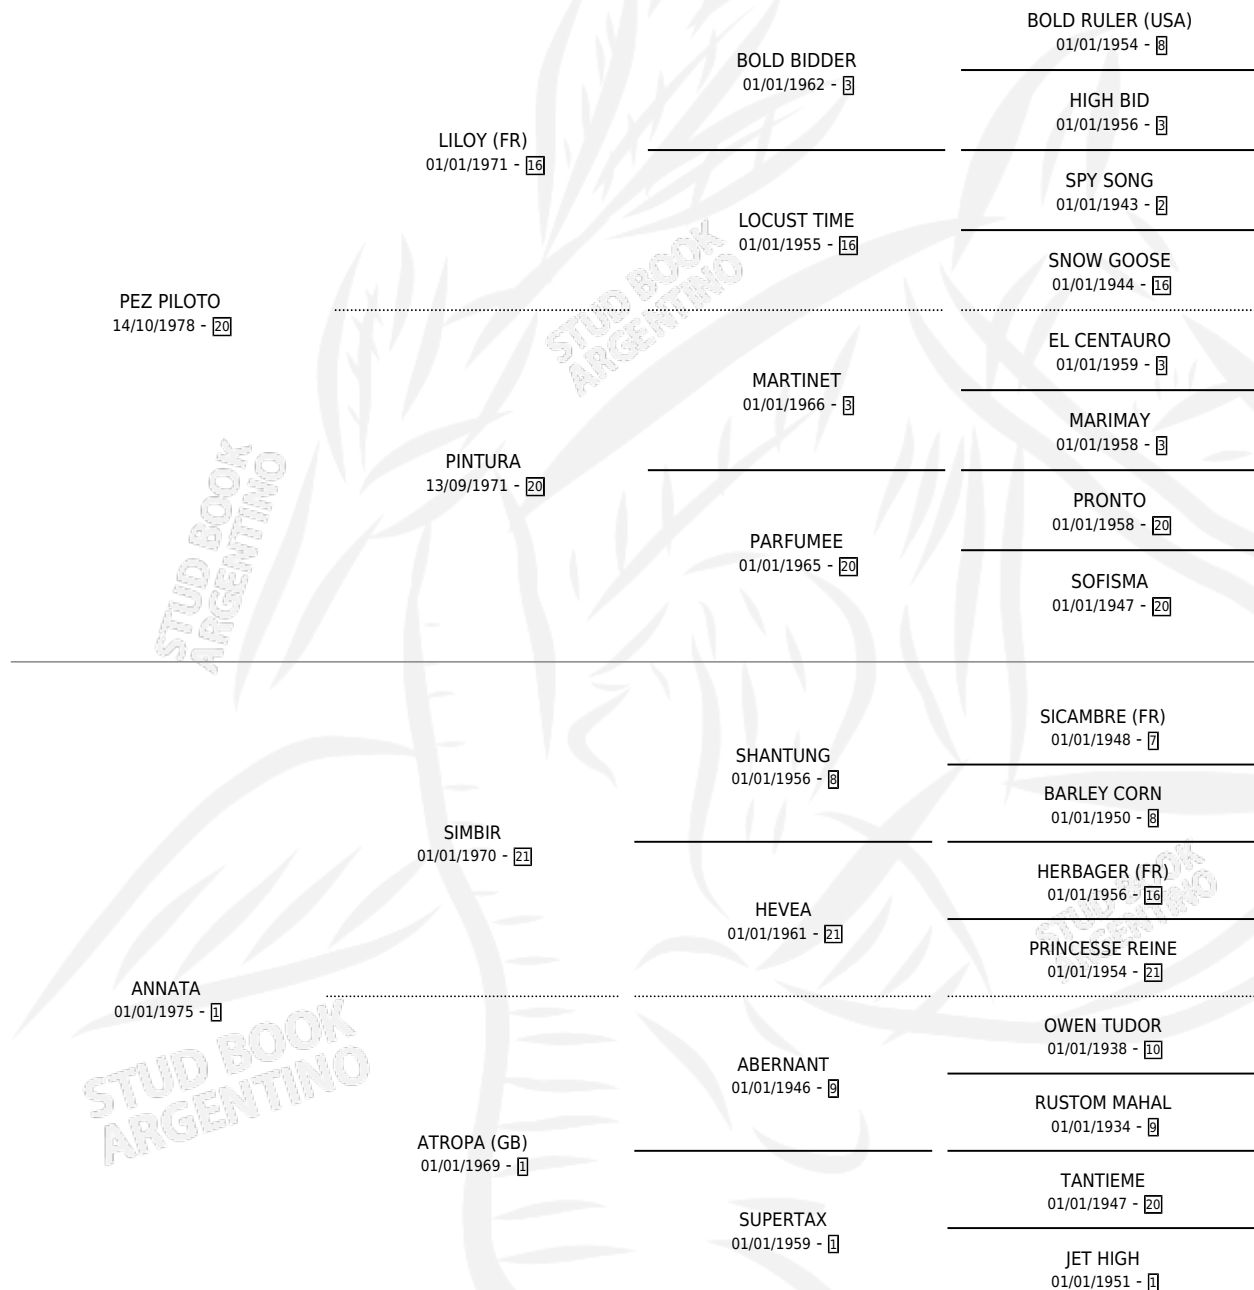 BOLD RULER (USA)
01/01/1954 - 8
BOLD BIDDER
01/01/1962 - 3
HIGH BID
01/01/1956 - 3
LILOY (FR)
01/01/1971 - 16
SPY SONG
01/01/1943 - 2
LOCUST TIME
01/01/1955 - 16
SNOW GOOSE
01/01/1944 - 16
PEZ PILOTO
14/10/1978 - 20
EL CENTAURO
01/01/1959 - 3
MARTINET
01/01/1966 - 3
MARIMAY
01/01/1958 - 3
PINTURA
13/09/1971 - 20
PRONTO
01/01/1958 - 20
PARFUMEE
01/01/1965 - 20
SOFISMA
01/01/1947 - 20
SICAMBRE (FR)
01/01/1948 - 7
SHANTUNG
01/01/1956 - 8
BARLEY CORN
01/01/1950 - 8
SIMBIR
01/01/1970 - 21
HERBAGER (FR)
01/01/1956 - 16
HEVEA
01/01/1961 - 21
PRINCESSE REINE
01/01/1954 - 21
ANNATA
01/01/1975 - 1
OWEN TUDOR
01/01/1938 - 10
ABERNANT
01/01/1946 - 9
RUSTOM MAHAL
01/01/1934 - 9
ATROPA (GB)
01/01/1969 - 1
TANTIEME
01/01/1947 - 20
SUPERTAX
01/01/1959 - 1
JET HIGH
01/01/1951 - 1
STUD BOOK
ARGENTINO
STUD BOOK
ARGENTINO
STUD BOOK
ARGENTINO
STUD BOOK
ARGENTINO